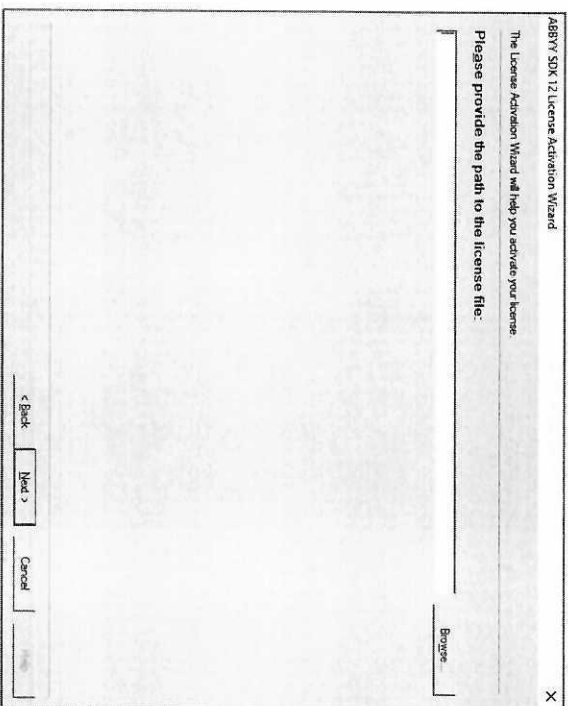 ABBYY SDK 12 License Activation Wizard
The License Activation Wizard will help you activate your license.
Please provide the path to the license file:
Browse...
< Back Next > Cancel Help